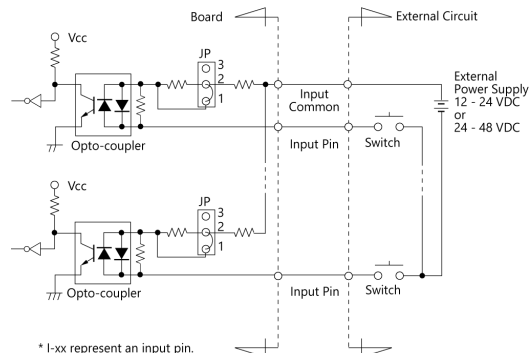 Board
External Circuit
Vcc
JP
3
2
1
Input
Common
External
Power Supply
12 - 24 VDC
or
24 - 48 VDC
Opto-coupler
Input Pin
Switch
Vcc
JP
3
2
1
Opto-coupler
Input Pin
Switch
* I-xx represent an input pin.